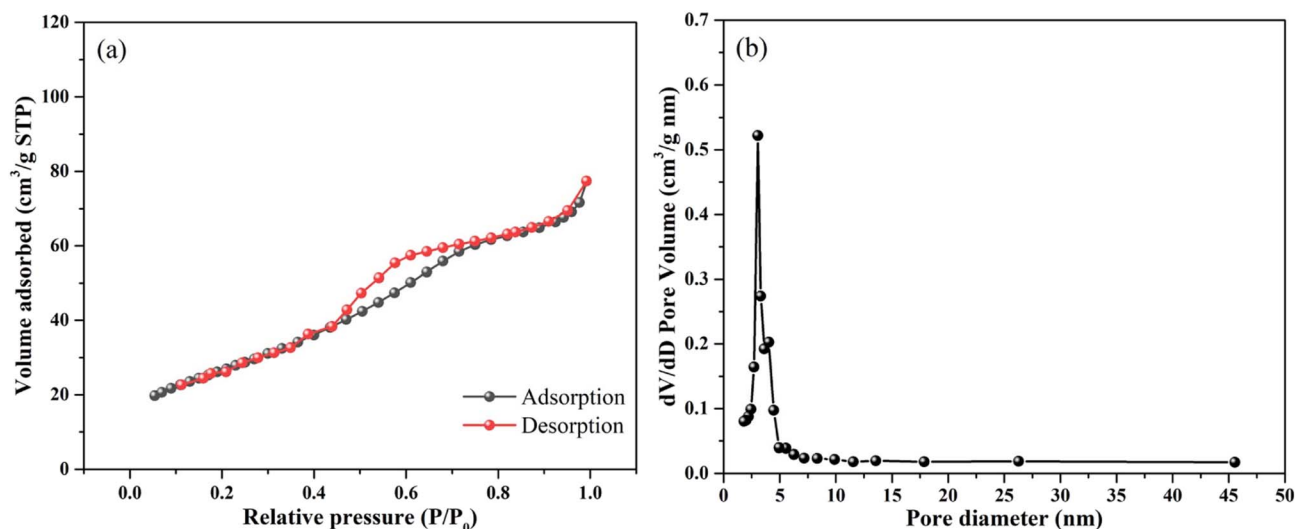 (a)
Volume adsorbed (cm³/g STP)
120
100
80
60
40
20
0
0.0 0.2 0.4 0.6 0.8 1.0
Relative pressure (P/P₀)
Adsorption
Desorption
(b)
dV/dD Pore Volume (cm³/g nm)
0.7
0.6
0.5
0.4
0.3
0.2
0.1
0.0
0 5 10 15 20 25 30 35 40 45 50
Pore diameter (nm)